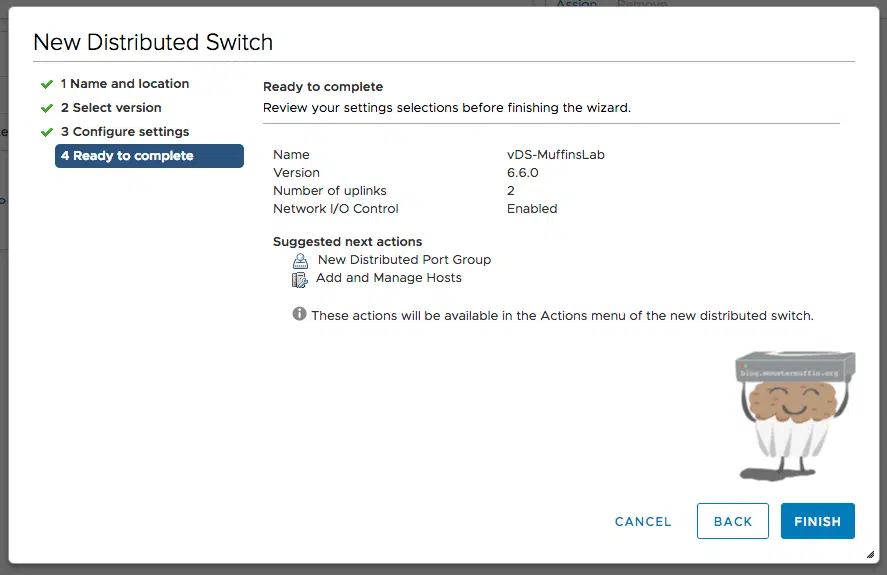 Assign Remove
New Distributed Switch
1 Name and location
2 Select version
3 Configure settings
4 Ready to complete
Ready to complete
Review your settings selections before finishing the wizard.
Name vDS-MuffinsLab
Version 6.6.0
Number of uplinks 2
Network I/O Control Enabled
Suggested next actions
New Distributed Port Group
Add and Manage Hosts
These actions will be available in the Actions menu of the new distributed switch.
blog.monstermuffin.org
CANCEL BACK FINISH